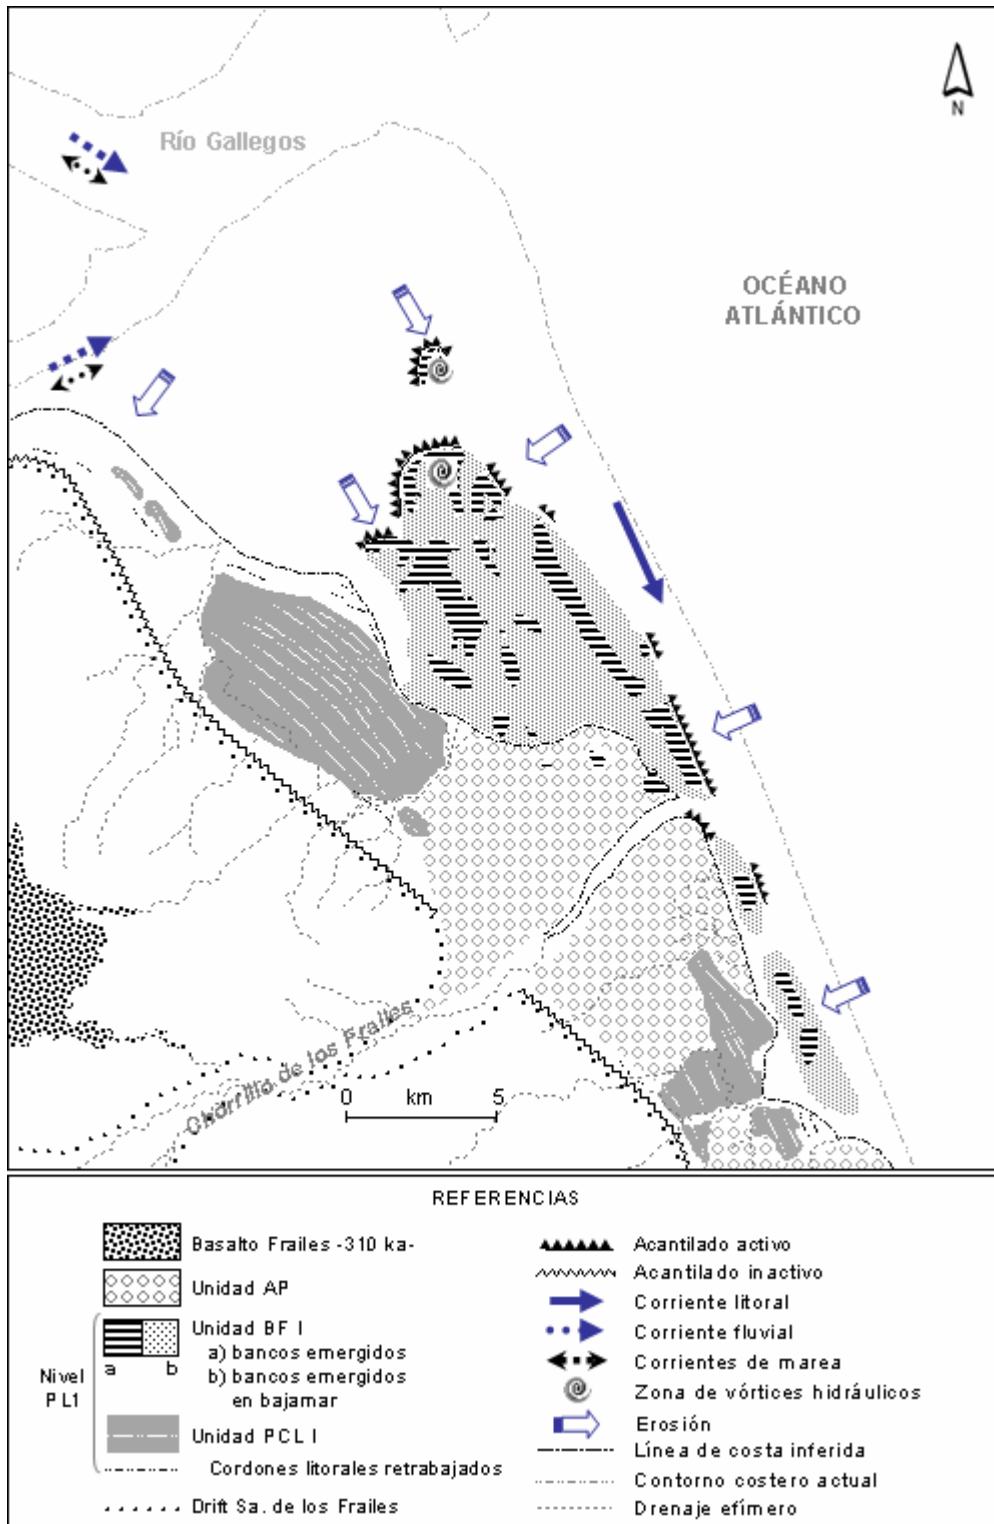 N
Río Gallegos
OCÉANO
ATLÁNTICO
Chorrillo de los Frailes
0 km 5
REFERENCIAS
Basalto Frailes -310 ka-
Unidad AP
Nivel
PL1
a b
Unidad BF I
a) bancos emergidos
b) bancos emergidos
en bajamar
Unidad PCL I
Cordones litorales retrabajados
Drift Sa. de los Frailes
Acantilado activo
Acantilado inactivo
Corriente litoral
Corriente fluvial
Corrientes de marea
Zona de vórtices hidráulicos
Erosión
Línea de costa inferida
Contorno costero actual
Drenaje efímero